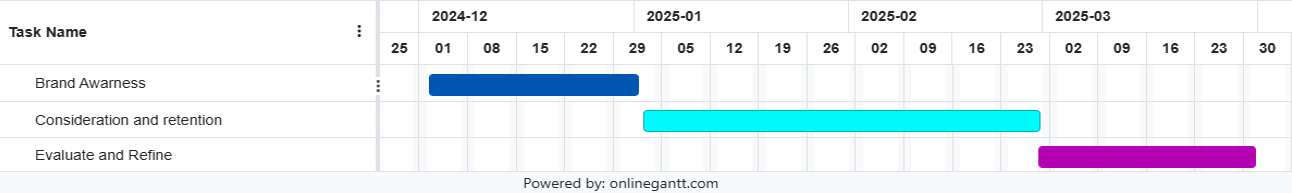 Task Name
2024-12 2025-01 2025-02 2025-03
25 01 08 15 22 29 05 12 19 26 02 09 16 23 02 09 16 23 30
Brand Awarness
Consideration and retention
Evaluate and Refine
Powered by: onlinegantt.com